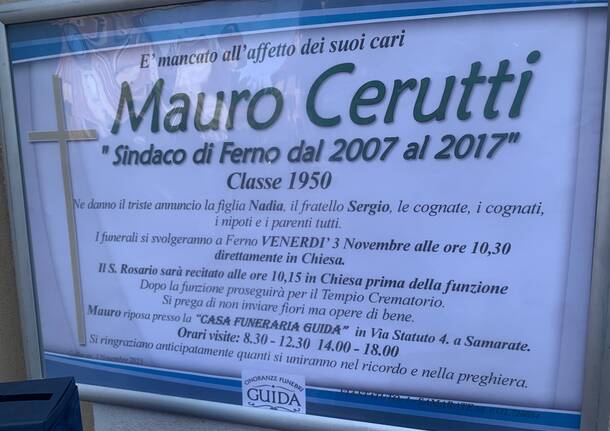 E' mancato all'affetto dei suoi cari
Mauro Cerutti
" Sindaco di Ferno dal 2007 al 2017"
Classe 1950
Ne danno il triste annuncio la figlia Nadia, il fratello Sergio, le cognate, i cognati,
i nipoti e i parenti tutti.
I funerali si svolgeranno a Ferno VENERDI' 3 Novembre alle ore 10,30
direttamente in Chiesa.
Il S. Rosario sarà recitato alle ore 10,15 in Chiesa prima della funzione
Dopo la funzione proseguirà per il Tempio Crematorio.
Si prega di non inviare fiori ma opere di bene.
Mauro riposa presso la "CASA FUNERARIA GUIDA" in Via Statuto 4. a Samarate.
Orari visite: 8.30 - 12.30 14.00 - 18.00
Si ringraziano anticipatamente quanti si uniranno nel ricordo e nella preghiera.
Novembre
ONORANZE FUNEBRI
GUIDA